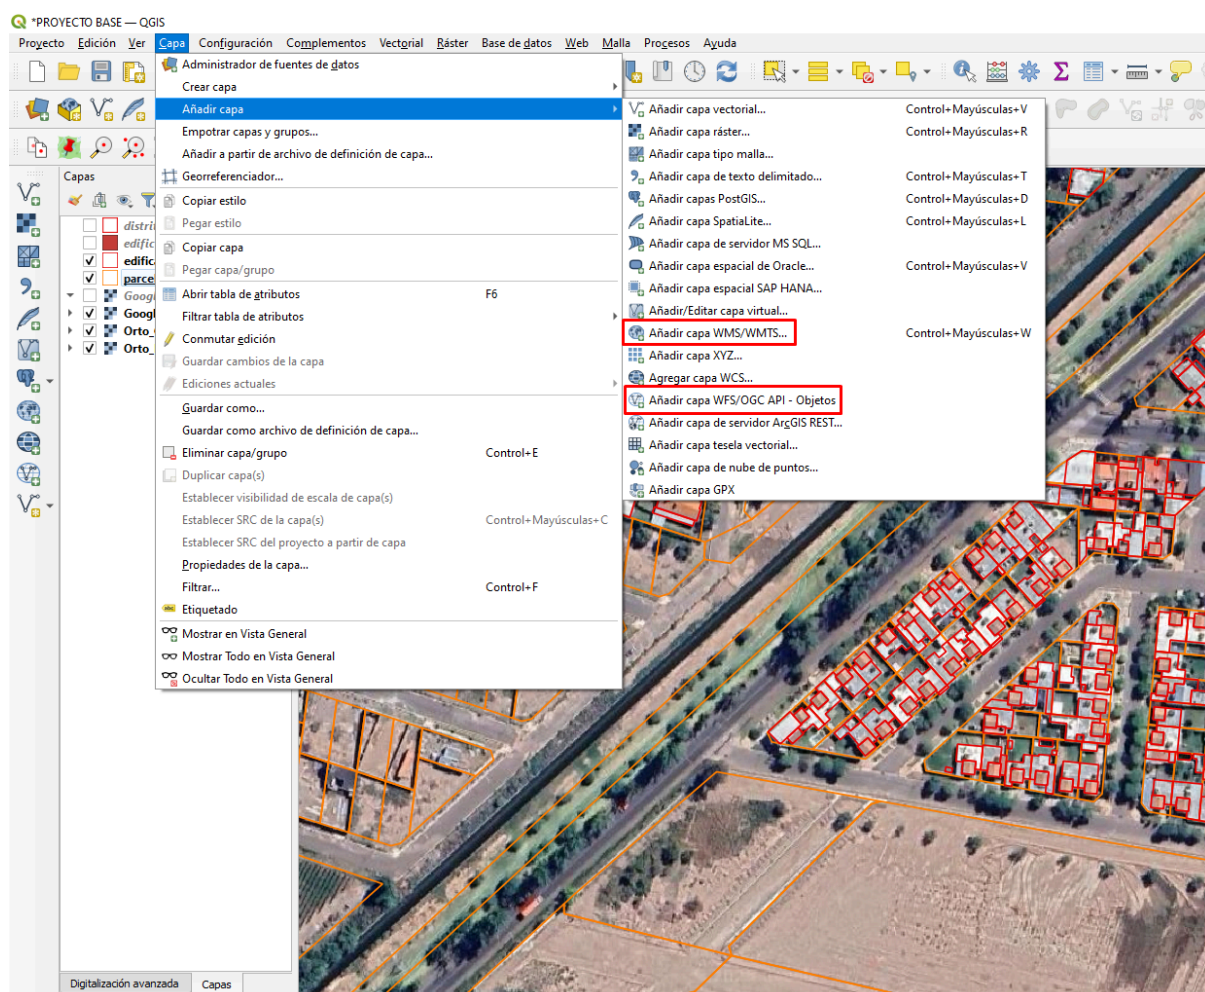 *PROYECTO BASE — QGIS
Proyecto Edición Ver Capa Configuración Complementos Vectorial Ráster Base de datos Web Malla Procesos Ayuda
Administrador de fuentes de datos
Crear capa
Añadir capa
Empotrar capas y grupos...
Añadir a partir de archivo de definición de capa...
Georreferenciador...
Copiar estilo
Pegar estilo
Copiar capa
Pegar capa/grupo
Abrir tabla de atributos F6
Filtrar tabla de atributos
Conmutar edición
Guardar cambios de la capa
Ediciones actuales
Guardar como...
Guardar como archivo de definición de capa...
Eliminar capa/grupo Control+E
Duplicar capa(s)
Establecer visibilidad de escala de capa(s)
Establecer SRC de la capa(s) Control+Mayúsculas+C
Establecer SRC del proyecto a partir de capa
Propiedades de la capa...
Filtrar... Control+F
abc Etiquetado
Mostrar en Vista General
Mostrar Todo en Vista General
Ocultar Todo en Vista General
Añadir capa vectorial... Control+Mayúsculas+V
Añadir capa ráster... Control+Mayúsculas+R
Añadir capa tipo malla...
Añadir capa de texto delimitado... Control+Mayúsculas+T
Añadir capas PostGIS... Control+Mayúsculas+D
Añadir capa SpatiaLite... Control+Mayúsculas+L
Añadir capa de servidor MS SQL...
Añadir capa espacial de Oracle... Control+Mayúsculas+V
Añadir capa espacial SAP HANA...
Añadir/Editar capa virtual...
Añadir capa WMS/WMTS... Control+Mayúsculas+W
Añadir capa XYZ...
Agregar capa WCS...
Añadir capa WFS/OGC API - Objetos
Añadir capa de servidor ArcGIS REST...
Añadir capa tesela vectorial...
Añadir capa de nube de puntos...
Añadir capa GPX
Capas
distri
edific
edific
parce
Goog
Goog
Orto_
Orto_
Digitalización avanzada Capas